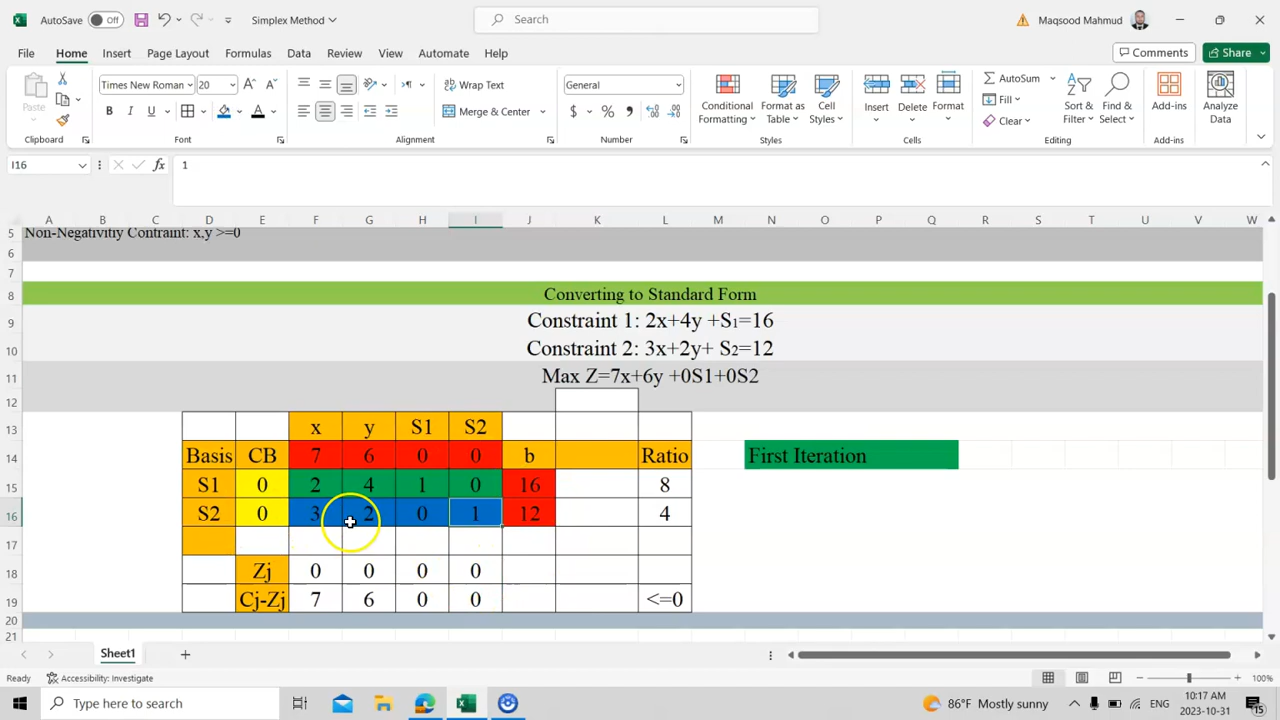 AutoSave Off Simplex Method Search Maqsood Mahmud
File Home Insert Page Layout Formulas Data Review View Automate Help Comments Share
Paste Times New Roman 20 Wrap Text General Conditional Formatting Format as Table Cell Styles Insert Delete Format AutoSum Sort & Filter Find & Select Add-ins Analyze Data
B I U Merge & Center $ % Fill Clear
Clipboard Font Alignment Number Styles Cells Editing Add-ins
I16 fx 1
A B C D E F G H I J K L M N O P Q R S T U V W
5 Non-Negativitiy Contraint: x,y >=0
6
7
8 Converting to Standard Form
9 Constraint 1: 2x+4y +S1=16
10 Constraint 2: 3x+2y+ S2=12
11 Max Z=7x+6y +0S1+0S2
12
13 x y S1 S2
14 Basis CB 7 6 0 0 b Ratio First Iteration
15 S1 0 2 4 1 0 16 8
16 S2 0 3 2 0 1 12 4
17
18 Zj 0 0 0 0
19 Cj-Zj 7 6 0 0 <=0
20
21
Sheet1
Ready Accessibility: Investigate 100%
Type here to search 86°F Mostly sunny ENG 10:17 AM 2023-10-31 15